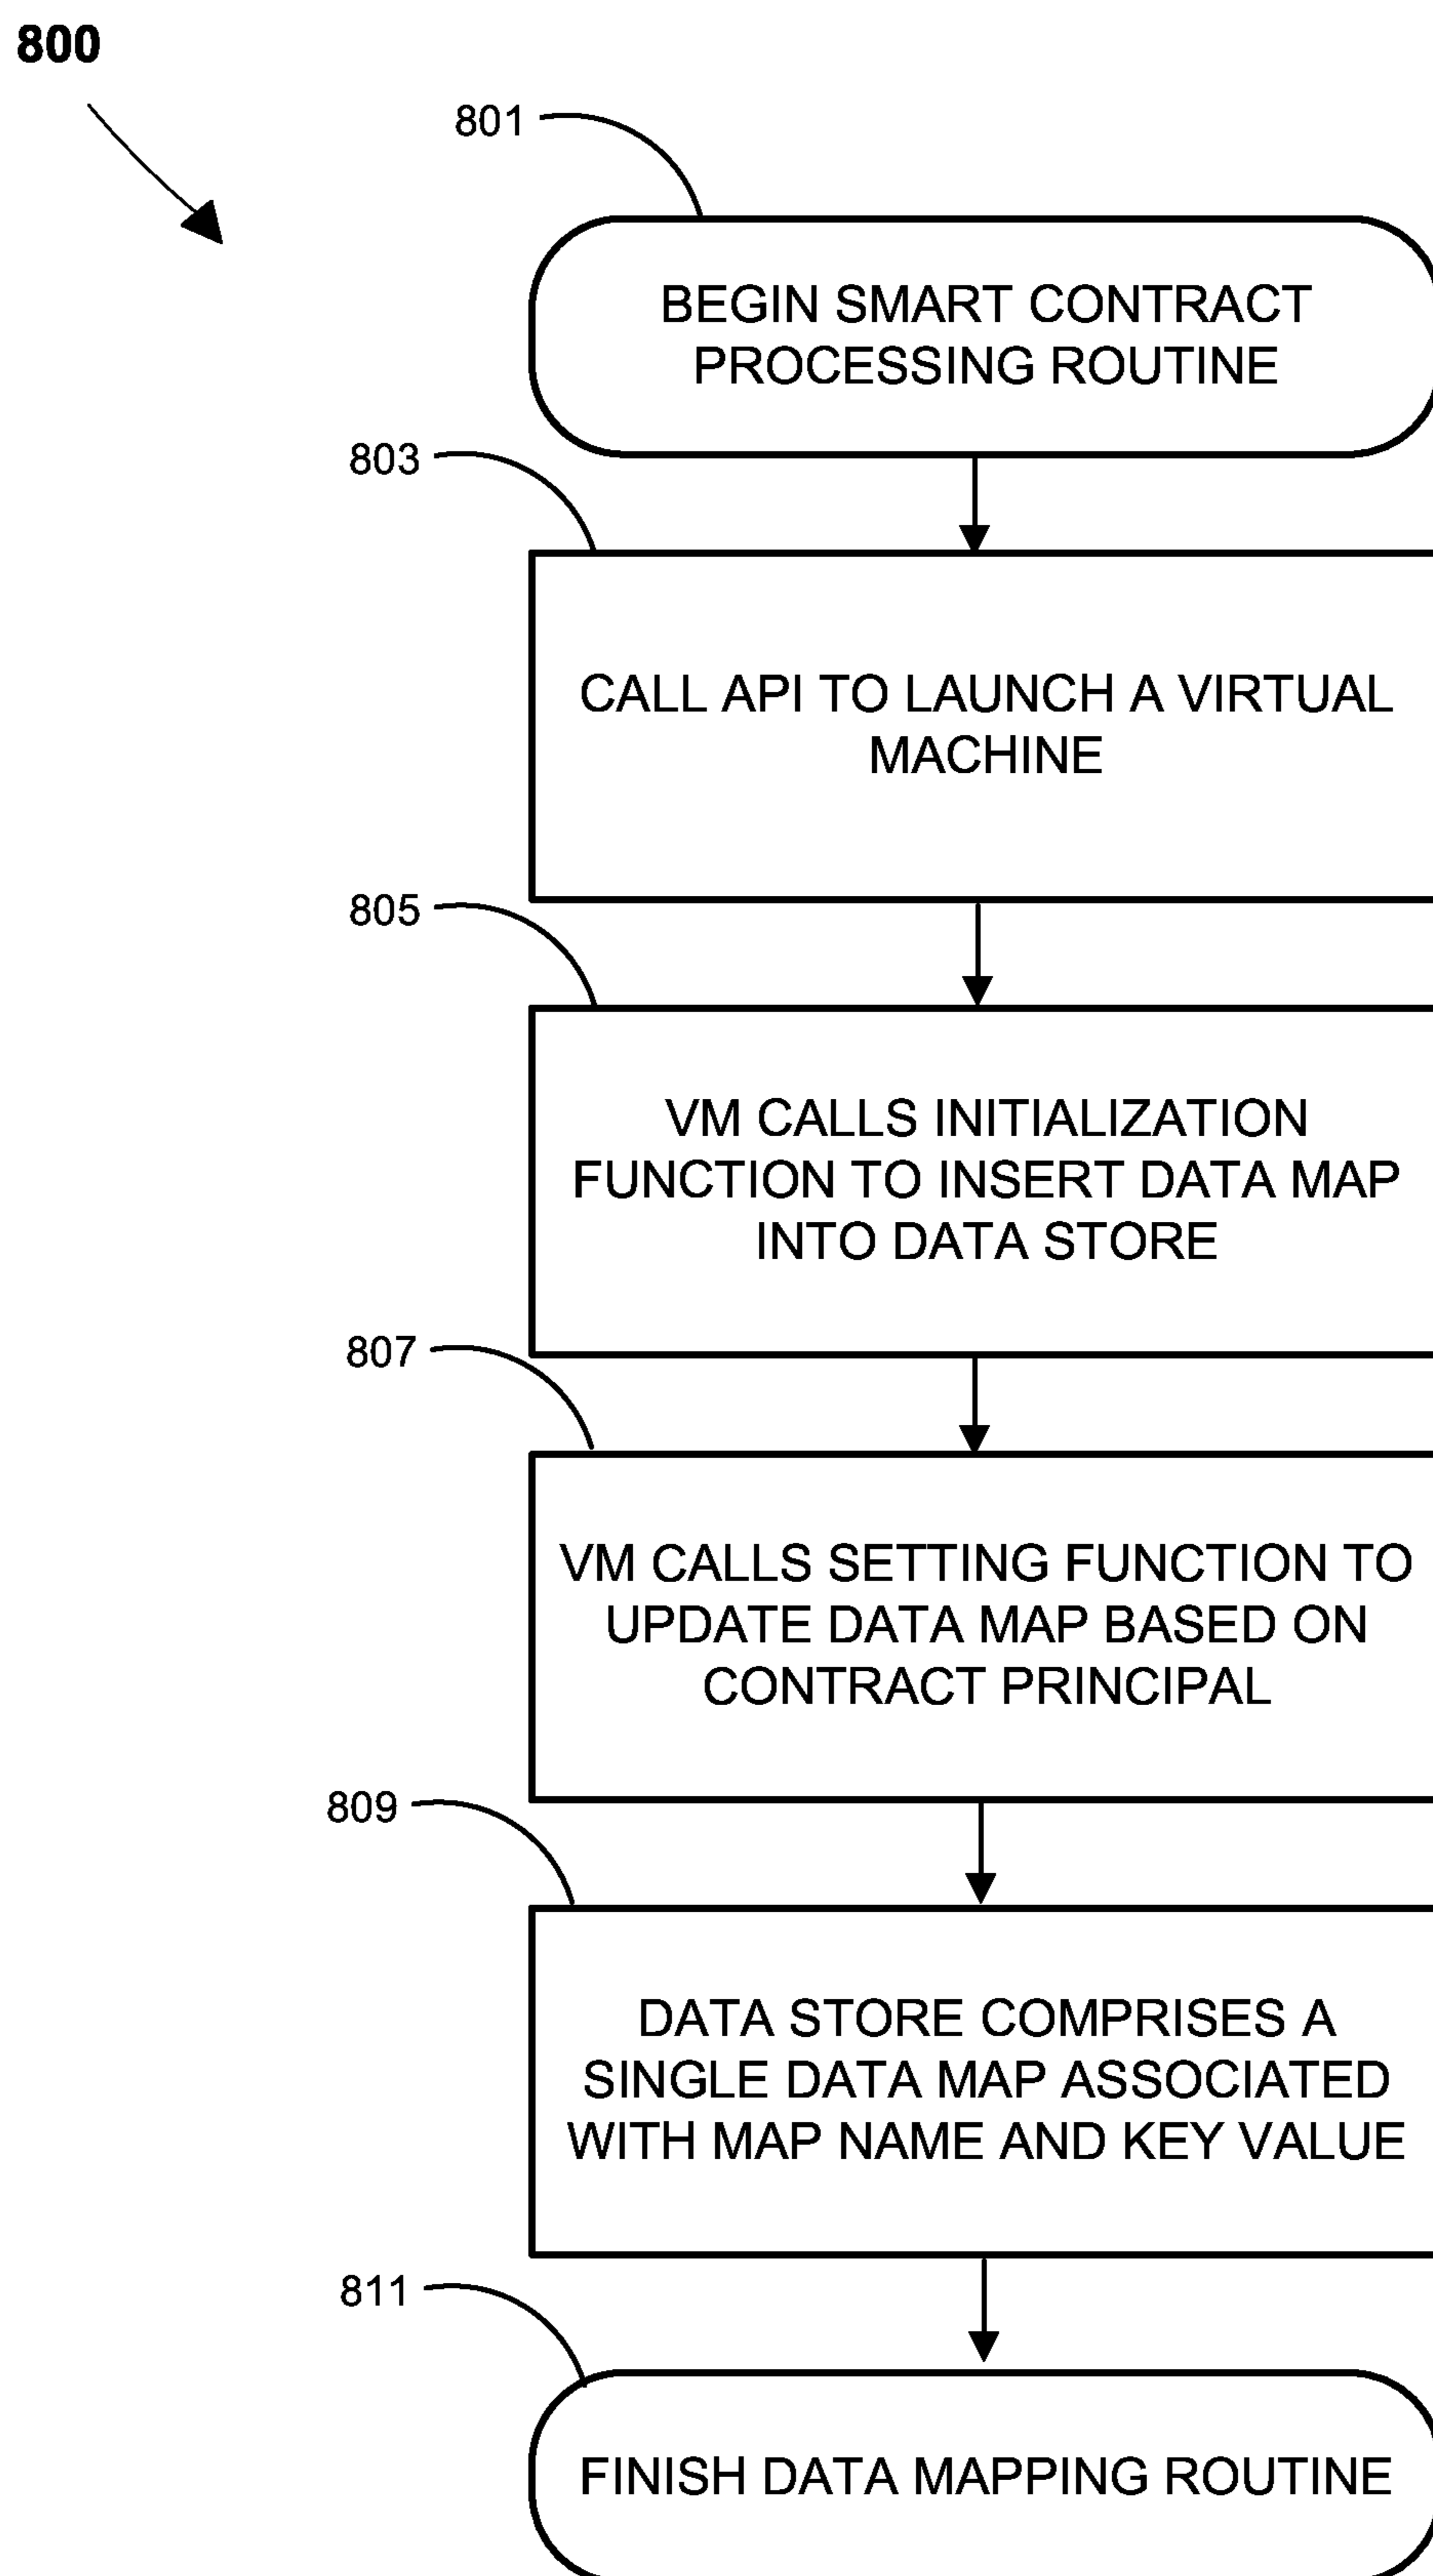 800
801
BEGIN SMART CONTRACT
PROCESSING ROUTINE
803
CALL API TO LAUNCH A VIRTUAL
MACHINE
805
VM CALLS INITIALIZATION
FUNCTION TO INSERT DATA MAP
INTO DATA STORE
807
VM CALLS SETTING FUNCTION TO
UPDATE DATA MAP BASED ON
CONTRACT PRINCIPAL
809
DATA STORE COMPRISES A
SINGLE DATA MAP ASSOCIATED
WITH MAP NAME AND KEY VALUE
811
FINISH DATA MAPPING ROUTINE